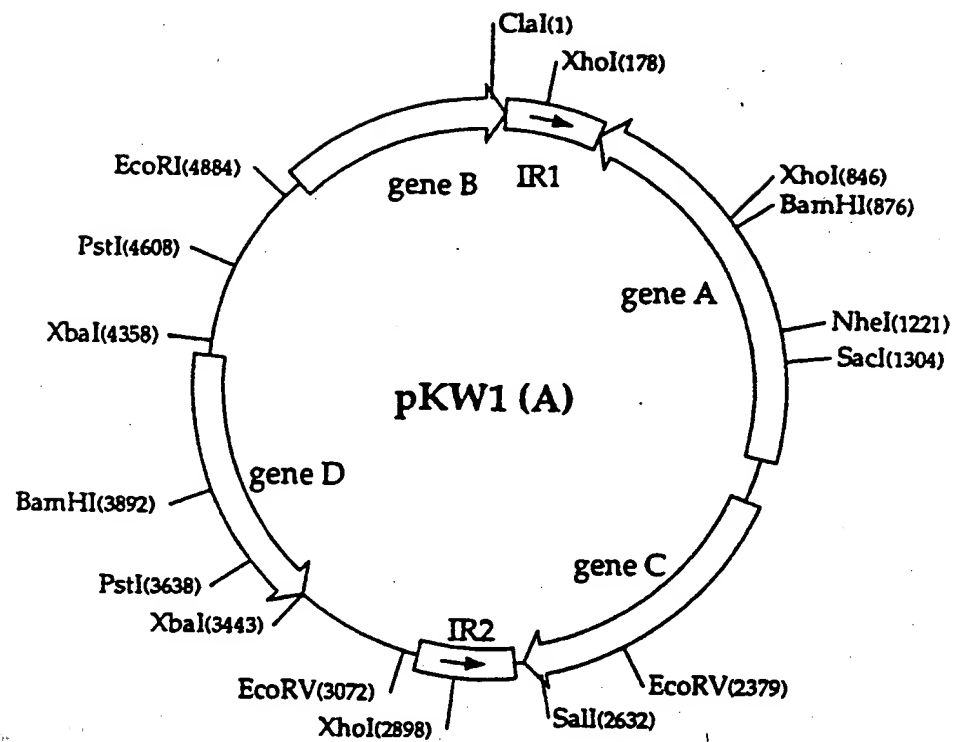 ClaI(1)
XhoI(178)
EcoRI(4884)
gene B
IR1
XhoI(846)
BamHI(876)
PstI(4608)
gene A
XbaI(4358)
NheI(1221)
SacI(1304)
pKW1 (A)
gene D
BamHI(3892)
gene C
PstI(3638)
XbaI(3443)
IR2
EcoRV(3072)
EcoRV(2379)
XhoI(2898)
SalI(2632)